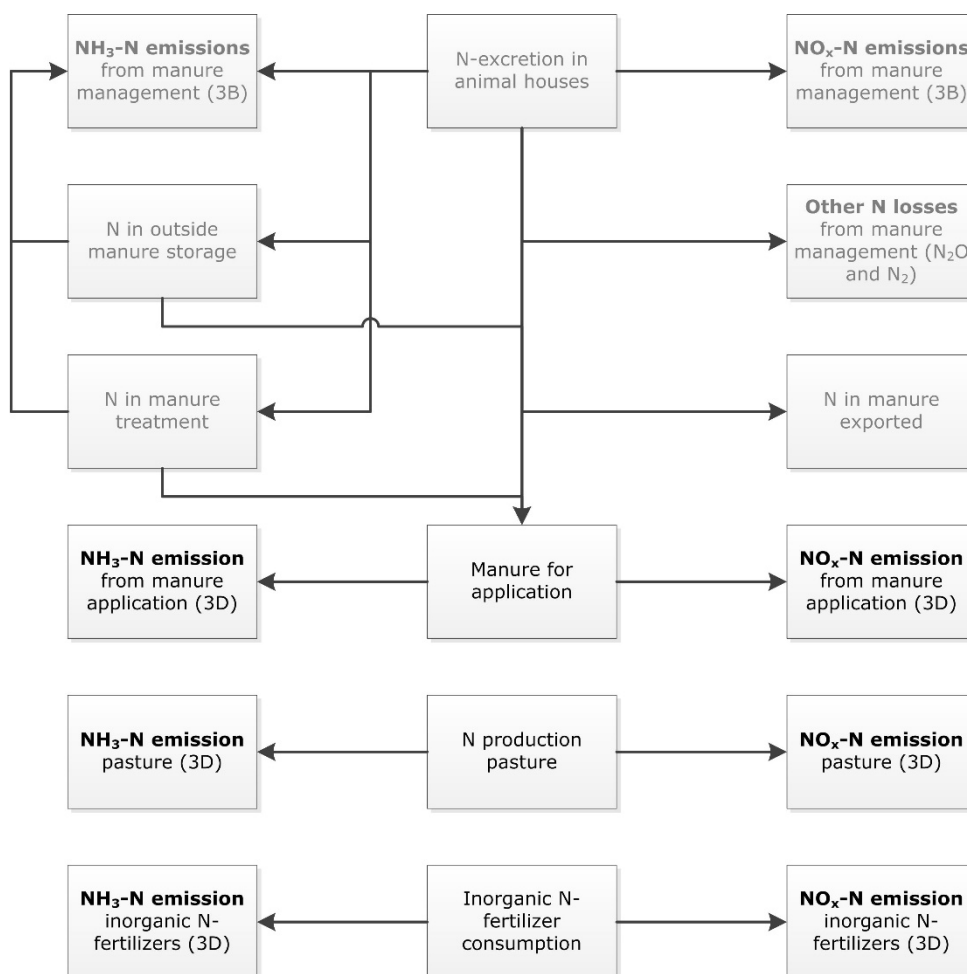 NH₃-N emissions
from manure
management (3B)
N-excretion in
animal houses
NOₓ-N emissions
from manure
management (3B)
N in outside
manure storage
Other N losses
from manure
management (N₂O
and N₂)
N in manure
treatment
N in manure
exported
NH₃-N emission
from manure
application (3D)
Manure for
application
NOₓ-N emission
from manure
application (3D)
NH₃-N emission
pasture (3D)
N production
pasture
NOₓ-N emission
pasture (3D)
NH₃-N emission
inorganic N-
fertilizers (3D)
Inorganic N-
fertilizer
consumption
NOₓ-N emission
inorganic N-
fertilizers (3D)